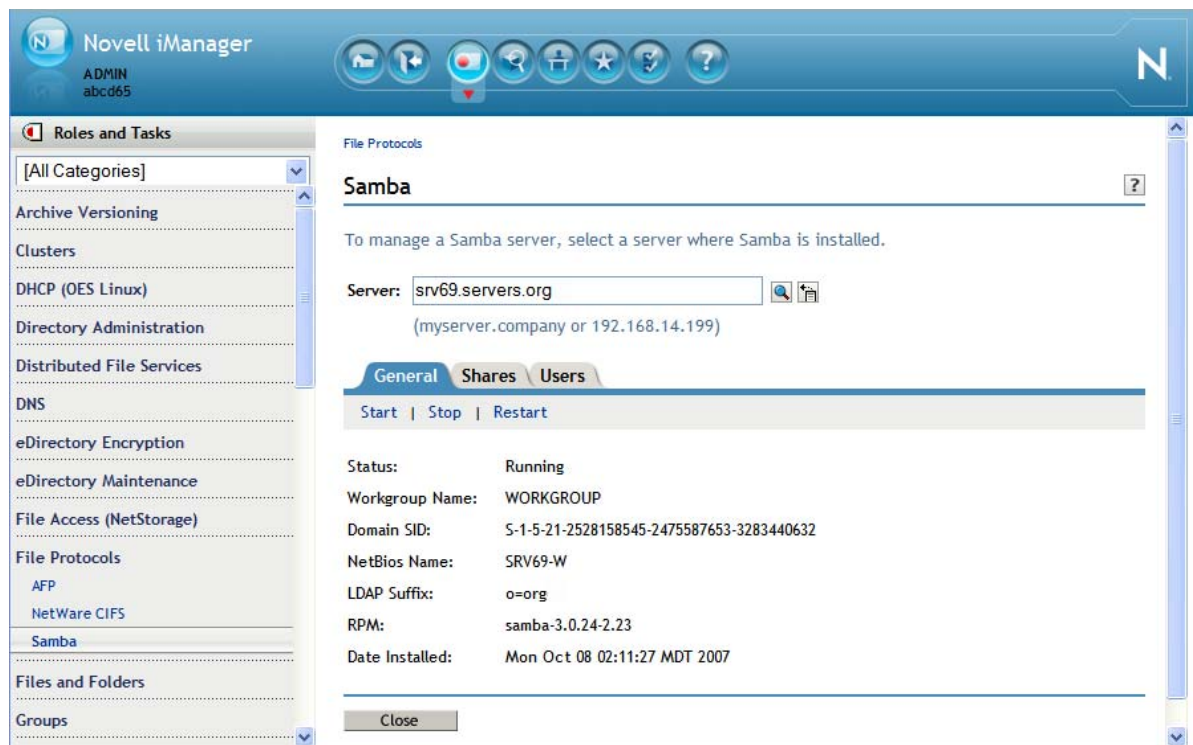 Novell iManager
ADMIN
abcd65
N
?
N
Roles and Tasks
[All Categories]
Archive Versioning
Clusters
DHCP (OES Linux)
Directory Administration
Distributed File Services
DNS
eDirectory Encryption
eDirectory Maintenance
File Access (NetStorage)
File Protocols
AFP
NetWare CIFS
Samba
Files and Folders
Groups
File Protocols
Samba
?
To manage a Samba server, select a server where Samba is installed.
Server: srv69.servers.org
(myserver.company or 192.168.14.199)
General Shares Users
Start | Stop | Restart
Status: Running
Workgroup Name: WORKGROUP
Domain SID: S-1-5-21-2528158545-2475587653-3283440632
NetBios Name: SRV69-W
LDAP Suffix: o=org
RPM: samba-3.0.24-2.23
Date Installed: Mon Oct 08 02:11:27 MDT 2007
Close